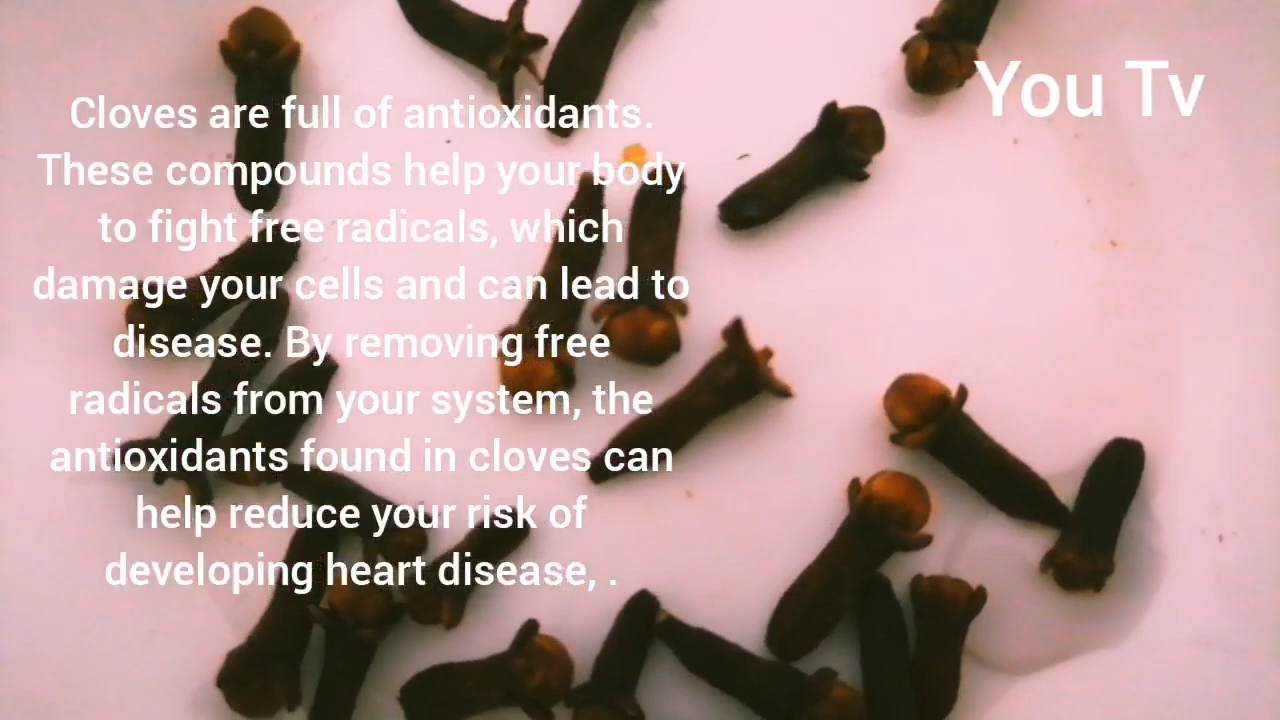 You Tv
Cloves are full of antioxidants.
These compounds help your body
to fight free radicals, which
damage your cells and can lead to
disease. By removing free
radicals from your system, the
antioxidants found in cloves can
help reduce your risk of
developing heart disease, .